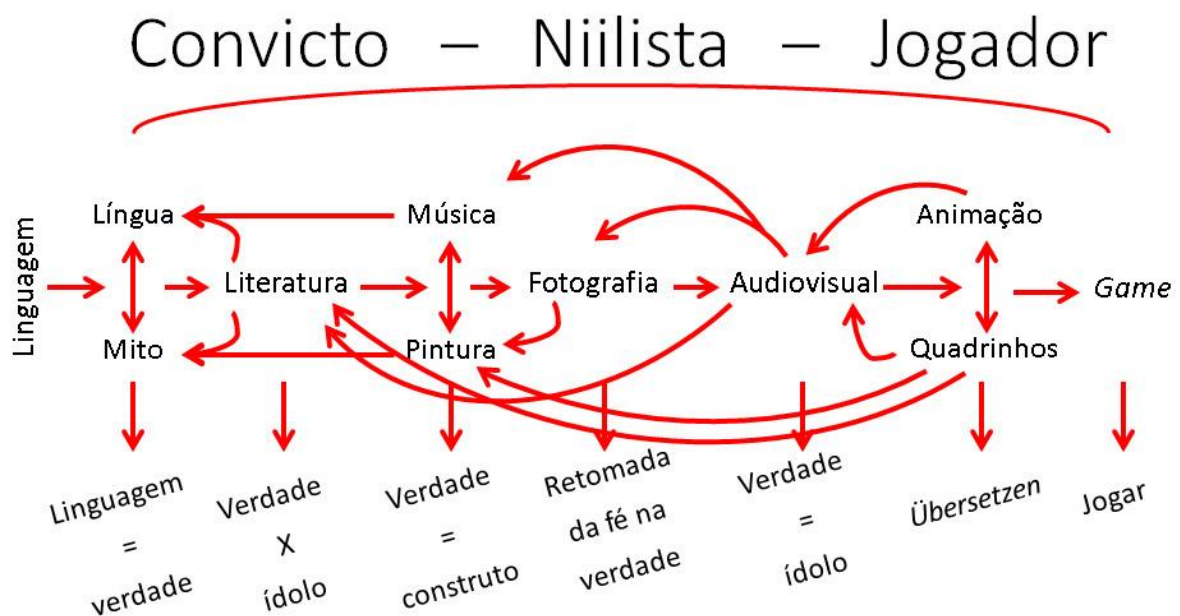 Convicto – Niilista – Jogador
Língua
Música
Animação
Linguagem
Literatura
Fotografia
Audiovisual
Game
Mito
Pintura
Quadrinhos
Linguagem
=
verdade
Verdade
X
ídolo
Verdade
=
construto
Retomada
da fé na
verdade
Verdade
=
ídolo
Übersetzen
Jogar